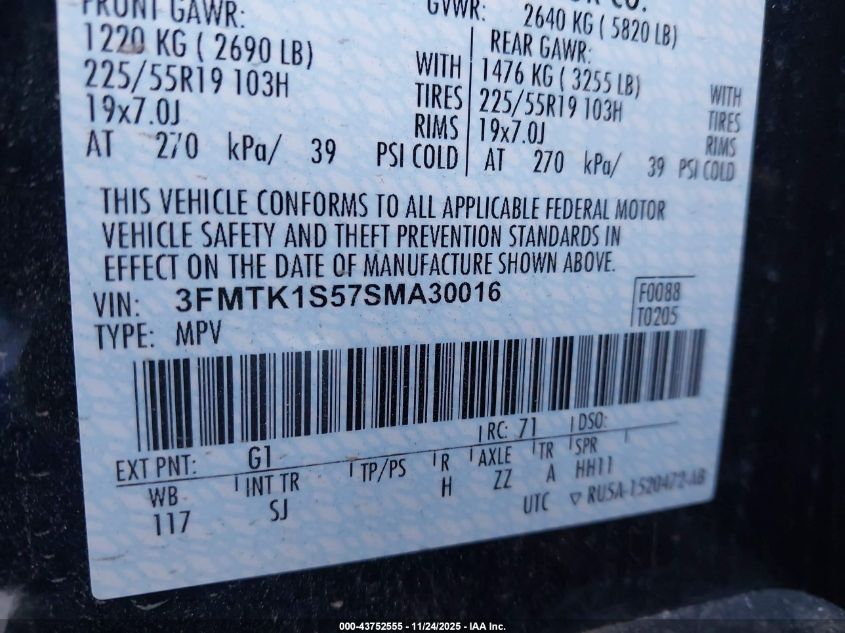 FRONT GAWR:
1220 KG ( 2690 LB)
225/55R19 103H
19x7.0J
AT 270 kPa/ 39
WITH
TIRES
RIMS
PSI COLD
CO.
GVWR: 2640 KG ( 5820 LB)
REAR GAWR:
1476 KG ( 3255 LB)
225/55R19 103H
19x7.0J
AT 270 kPa/ 39
WITH
TIRES
RIMS
PSI COLD
THIS VEHICLE CONFORMS TO ALL APPLICABLE FEDERAL MOTOR
VEHICLE SAFETY AND THEFT PREVENTION STANDARDS IN
EFFECT ON THE DATE OF MANUFACTURE SHOWN ABOVE.
VIN: 3FMTK1S57SMA30016
F0088
T0205
TYPE: MPV
RC: 71 DSO:
EXT PNT: G1
WB INT TR TP/PS R AXLE TR SPR
117 SJ H ZZ A HH11
UTC ▽ RU5A-1520472-AB
000-43752555 - 11/24/2025 - IAA Inc.